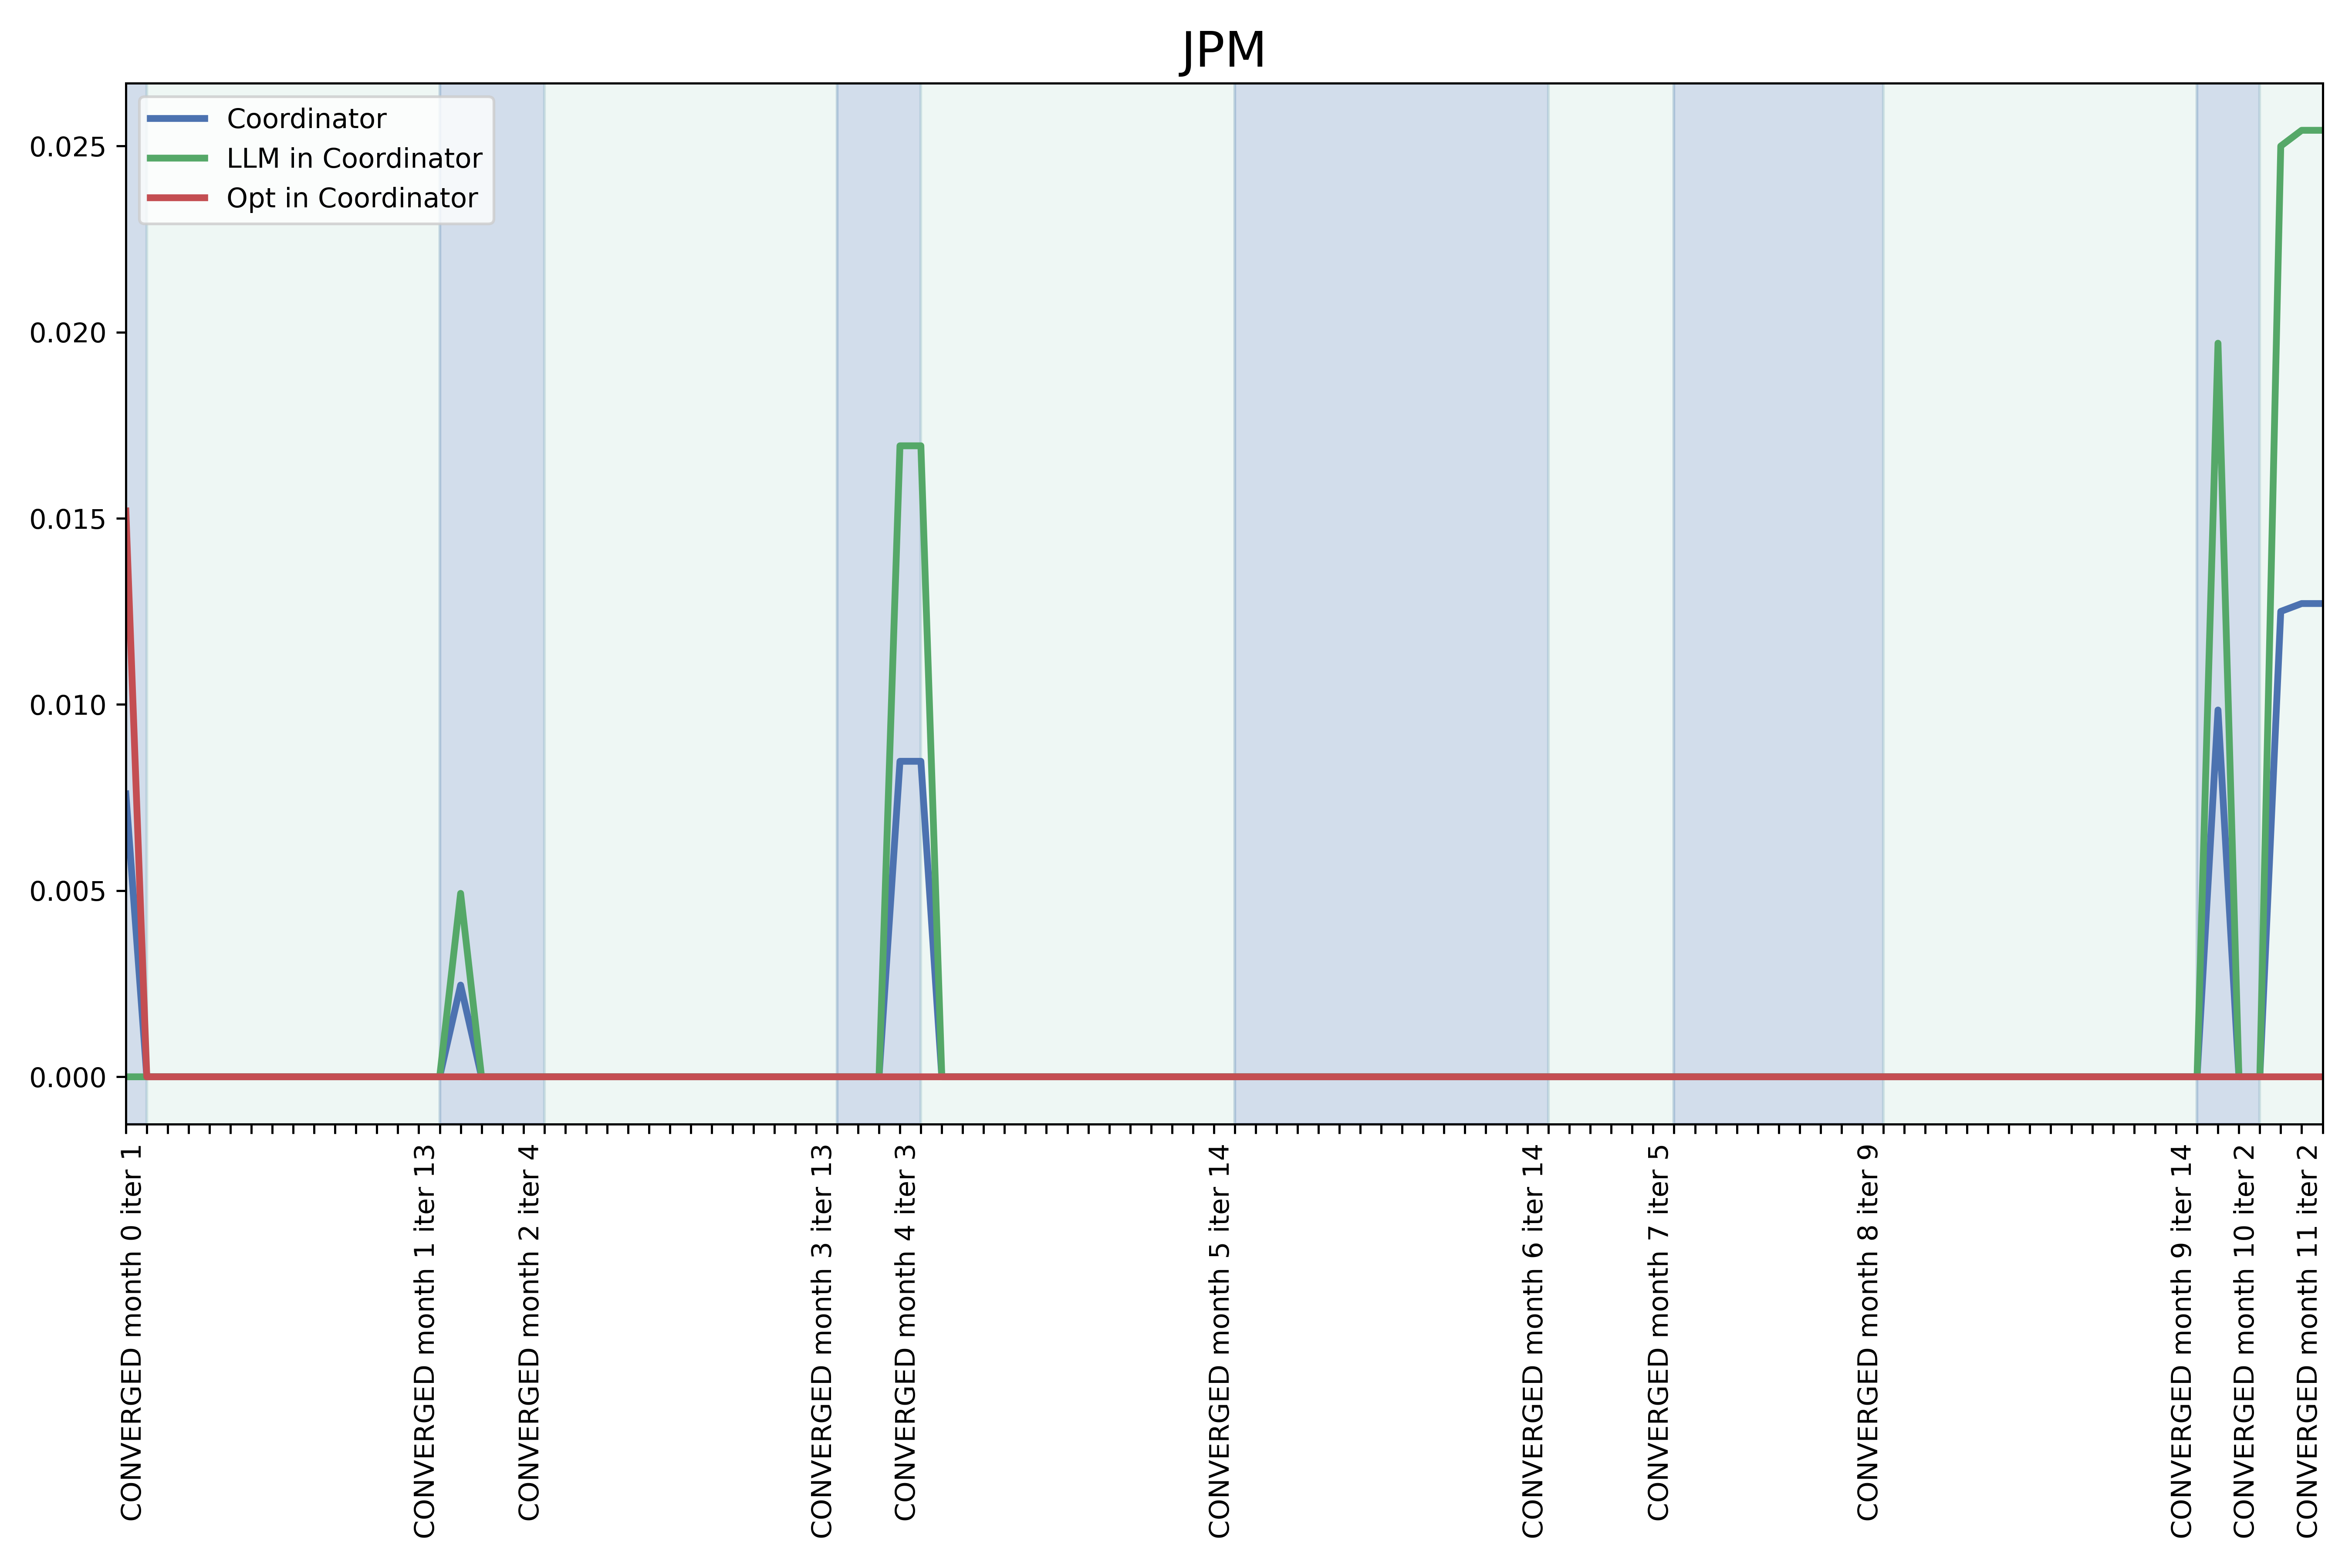 JPM
Coordinator
LLM in Coordinator
Opt in Coordinator
0.025
0.020
0.015
0.010
0.005
0.000
CONVERGED month 0 iter 1
CONVERGED month 1 iter 13
CONVERGED month 2 iter 4
CONVERGED month 3 iter 13
CONVERGED month 4 iter 3
CONVERGED month 5 iter 14
CONVERGED month 6 iter 14
CONVERGED month 7 iter 5
CONVERGED month 8 iter 9
CONVERGED month 9 iter 14
CONVERGED month 10 iter 2
CONVERGED month 11 iter 2